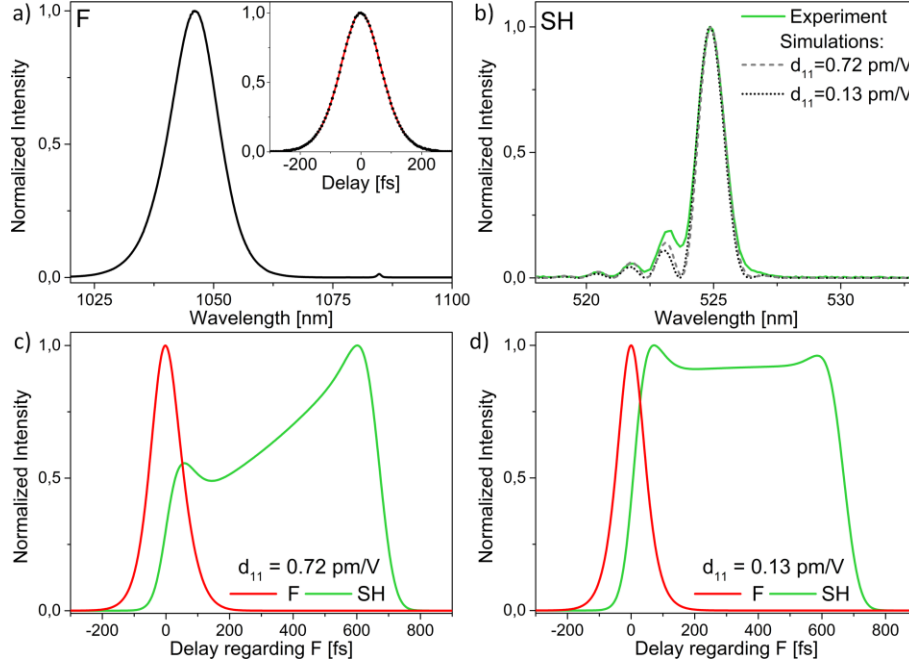 a) F
1,0
0,5
0,0
Normalized Intensity
1025 1050 1075 1100
Wavelength [nm]
1,0
0,5
0,0
-200 0 200
Delay [fs]
b) SH
1,0
0,5
0,0
Normalized Intensity
520 525 530
Wavelength [nm]
Experiment
Simulations:
d11=0.72 pm/V
d11=0.13 pm/V
c)
1,0
0,5
0,0
Normalized Intensity
d11 = 0.72 pm/V
F SH
-200 0 200 400 600 800
Delay regarding F [fs]
d)
1,0
0,5
0,0
Normalized Intensity
d11 = 0.13 pm/V
F SH
-200 0 200 400 600 800
Delay regarding F [fs]